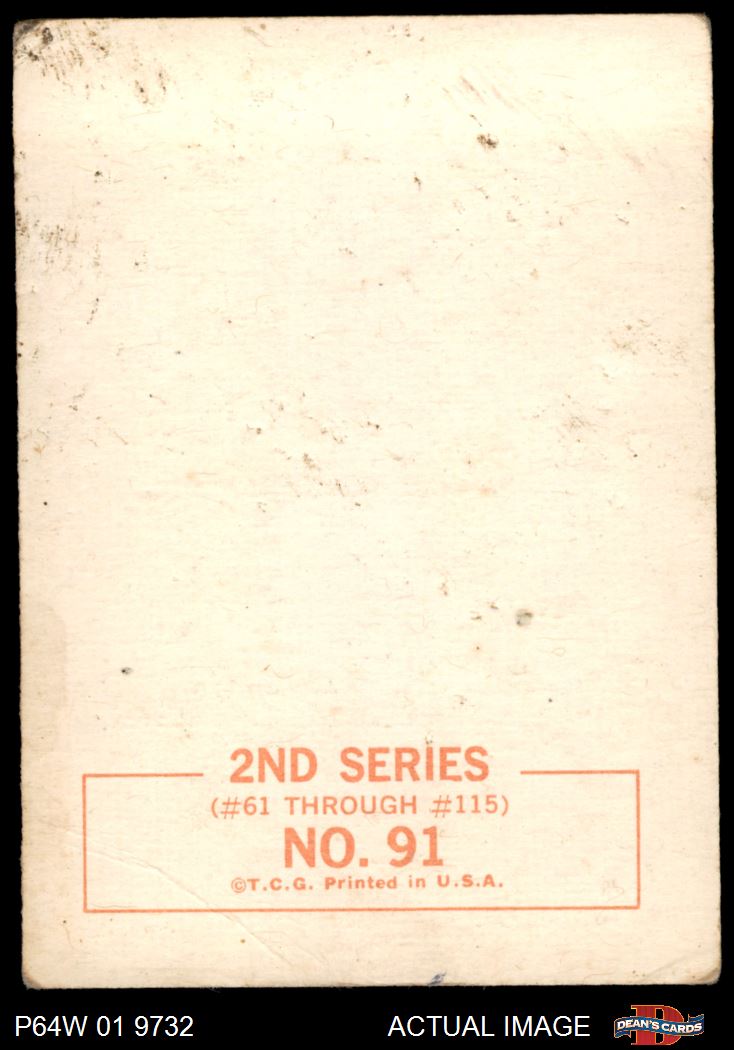 2ND SERIES
(#61 THROUGH #115)
NO. 91
©T.C.G. Printed in U.S.A.
P64W 01 9732
ACTUAL IMAGE
DEAN'S CARDS